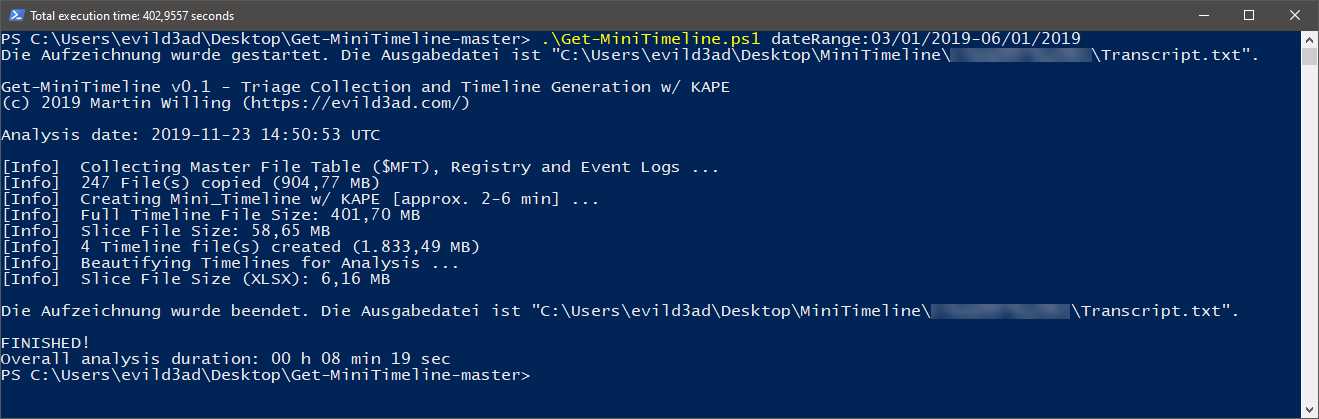 Total execution time: 402,9557 seconds
PS C:\Users\evild3ad\Desktop\Get-MiniTimeline-master> .\Get-MiniTimeline.ps1 dateRange:03/01/2019-06/01/2019
Die Aufzeichnung wurde gestartet. Die Ausgabedatei ist "C:\Users\evild3ad\Desktop\MiniTimeline\ \Transcript.txt".
Get-MiniTimeline v0.1 - Triage Collection and Timeline Generation w/ KAPE
(c) 2019 Martin Willing (https://evild3ad.com/)
Analysis date: 2019-11-23 14:50:53 UTC
[Info]  Collecting Master File Table ($MFT), Registry and Event Logs ...
[Info]  247 File(s) copied (904,77 MB)
[Info]  Creating Mini_Timeline w/ KAPE [approx. 2-6 min] ...
[Info]  Full Timeline File Size: 401,70 MB
[Info]  Slice File Size: 58,65 MB
[Info]  4 Timeline file(s) created (1.833,49 MB)
[Info]  Beautifying Timelines for Analysis ...
[Info]  Slice File Size (XLSX): 6,16 MB
Die Aufzeichnung wurde beendet. Die Ausgabedatei ist "C:\Users\evild3ad\Desktop\MiniTimeline\ \Transcript.txt".
FINISHED!
Overall analysis duration: 00 h 08 min 19 sec
PS C:\Users\evild3ad\Desktop\Get-MiniTimeline-master>